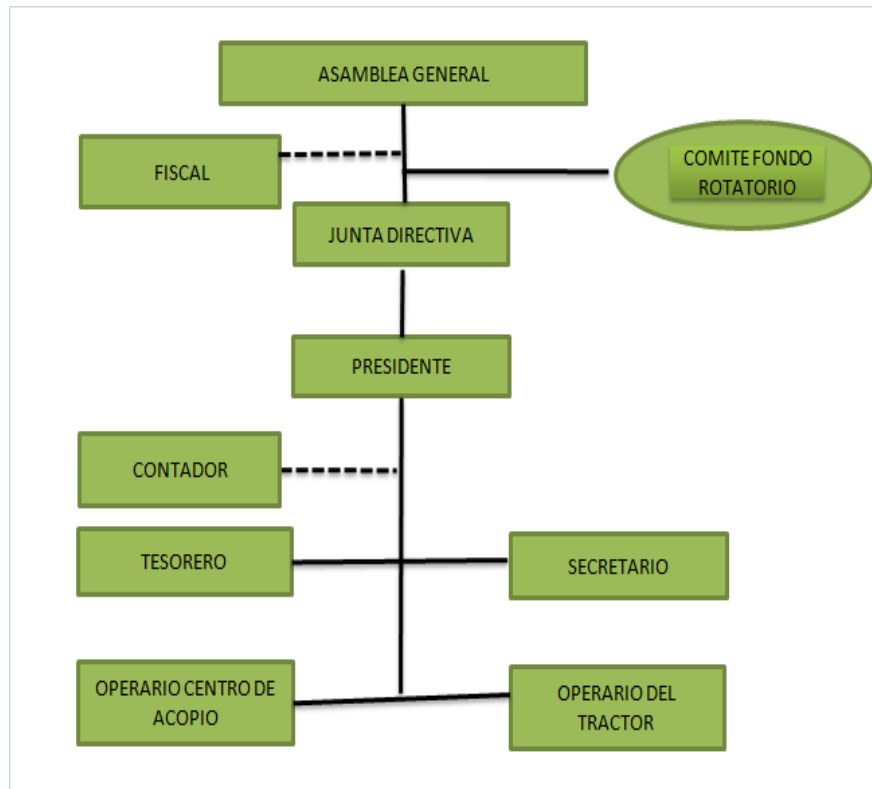 ASAMBLEA GENERAL
FISCAL
COMITE FONDO
ROTATORIO
JUNTA DIRECTIVA
PRESIDENTE
CONTADOR
TESORERO
SECRETARIO
OPERARIO CENTRO DE
ACOPIO
OPERARIO DEL
TRACTOR